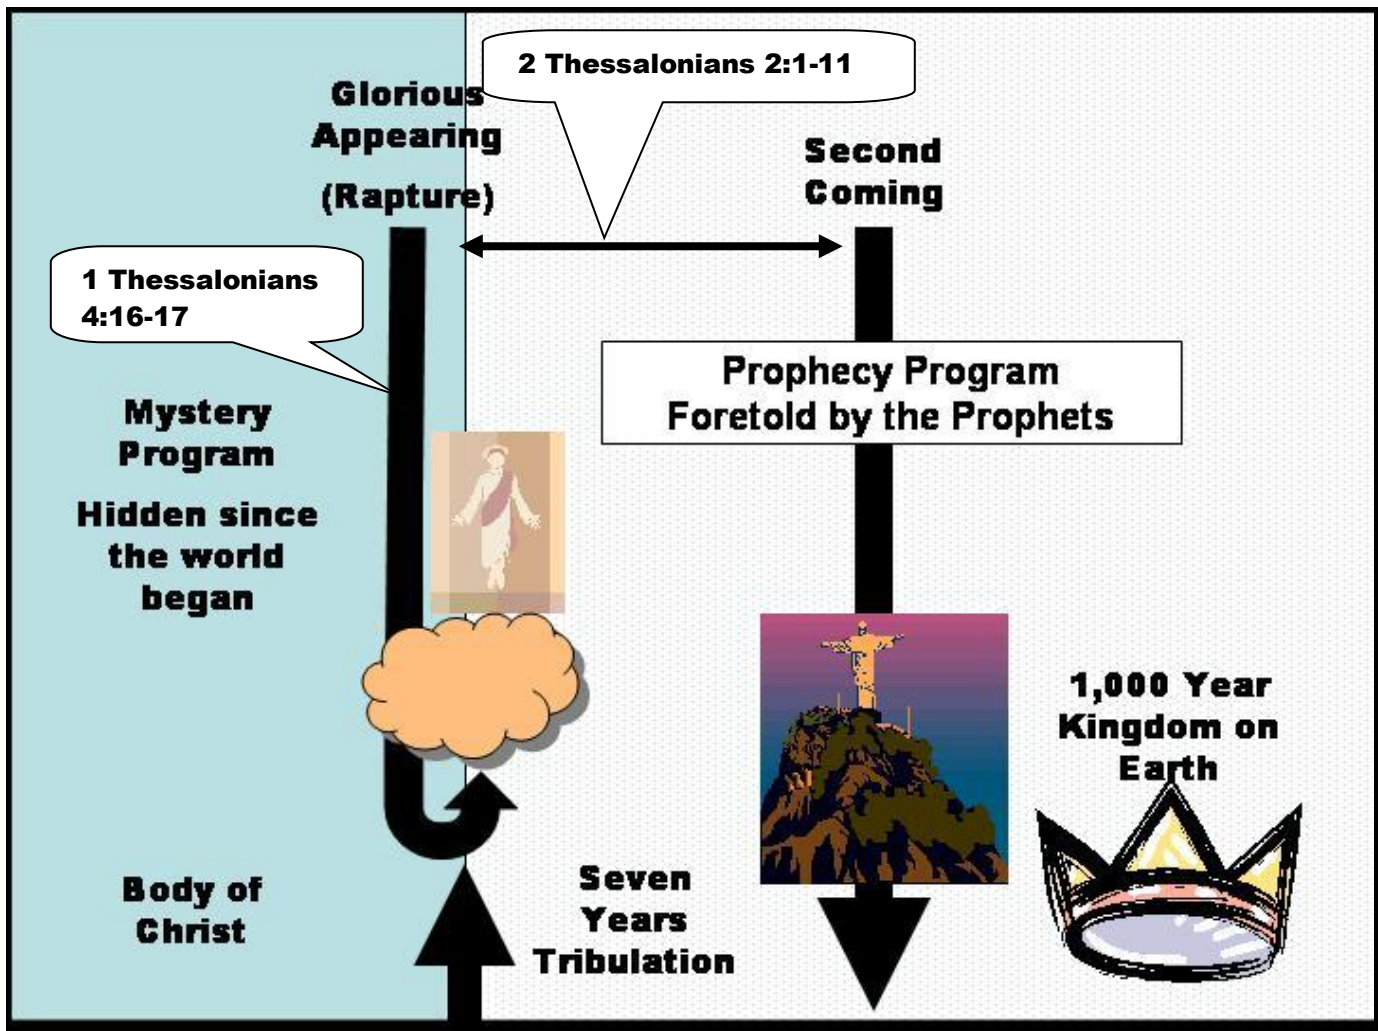 2 Thessalonians 2:1-11
Glorious
Appearing
(Rapture)
Second
Coming
1 Thessalonians
4:16-17
Prophecy Program
Foretold by the Prophets
Mystery
Program
Hidden since
the world
began
1,000 Year
Kingdom on
Earth
Body of
Christ
Seven
Years
Tribulation